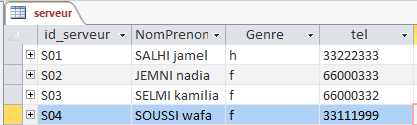 serveur
id_serveur NomPrenon Genre tel
S01 SALHI jamel h 33222333
S02 JEMNI nadia f 66000333
S03 SELMI kamilia f 66000332
S04 SOUSSI wafa f 33111999